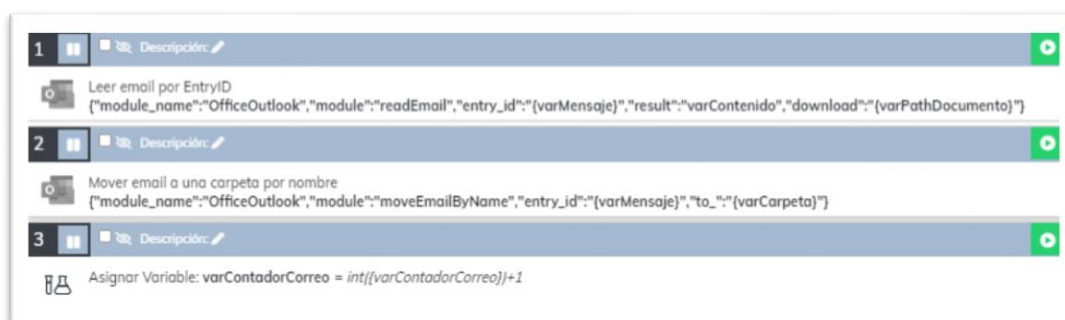 1 Descripción:
Leer email por EntryID
{"module_name":"OfficeOutlook","module":"readEmail","entry_id":"{varMensaje}","result":"varContenido","download":"{varPathDocumento}"}
2 Descripción:
Mover email a una carpeta por nombre
{"module_name":"OfficeOutlook","module":"moveEmailByName","entry_id":"{varMensaje}","to_":"{varCarpeta}"}
3 Descripción:
Asignar Variable: varContadorCorreo = int({varContadorCorreo})+1